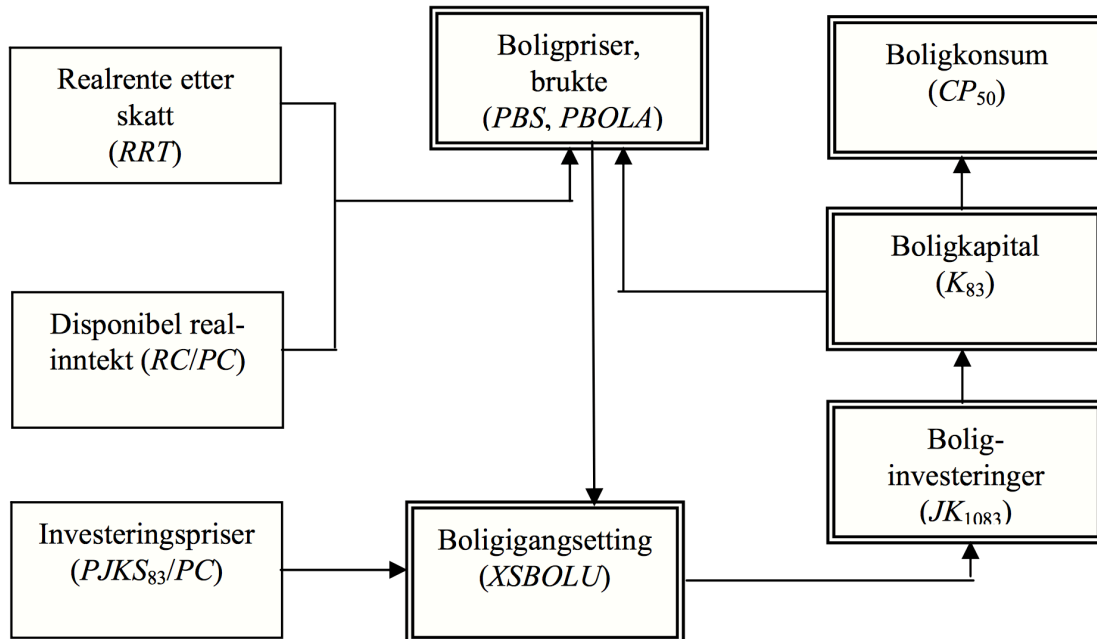 Realrente etter
skatt
(RRT)
Boligpriser,
brukte
(PBS, PBOLA)
Boligkonsum
(CP50)
Boligkapital
(K83)
Disponibel real-
inntekt (RC/PC)
Bolig-
investeringer
(JK1083)
Investeringspriser
(PJKS83/PC)
Boligigangsetting
(XSBOLU)